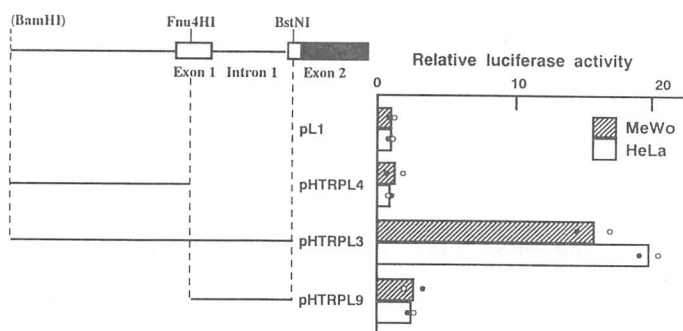 (BamHI) Fnu4HI BstNI
Exon 1 Intron 1 Exon 2
Relative luciferase activity
0 10 20
MeWo
HeLa
pL1
pHTRPL4
pHTRPL3
pHTRPL9